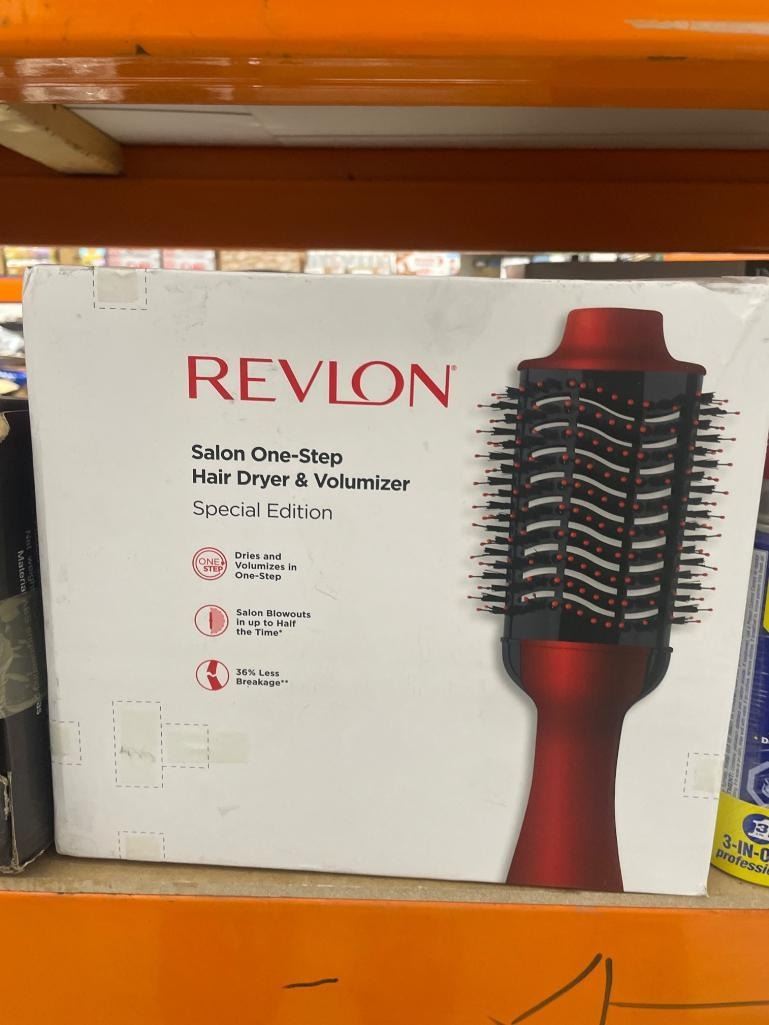 REVLON®
Salon One-Step
Hair Dryer & Volumizer
Special Edition
ONE
STEP
Dries and
Volumizes in
One-Step
Salon Blowouts
in up to Half
the Time*
36% Less
Breakage**
3-IN-O
professi